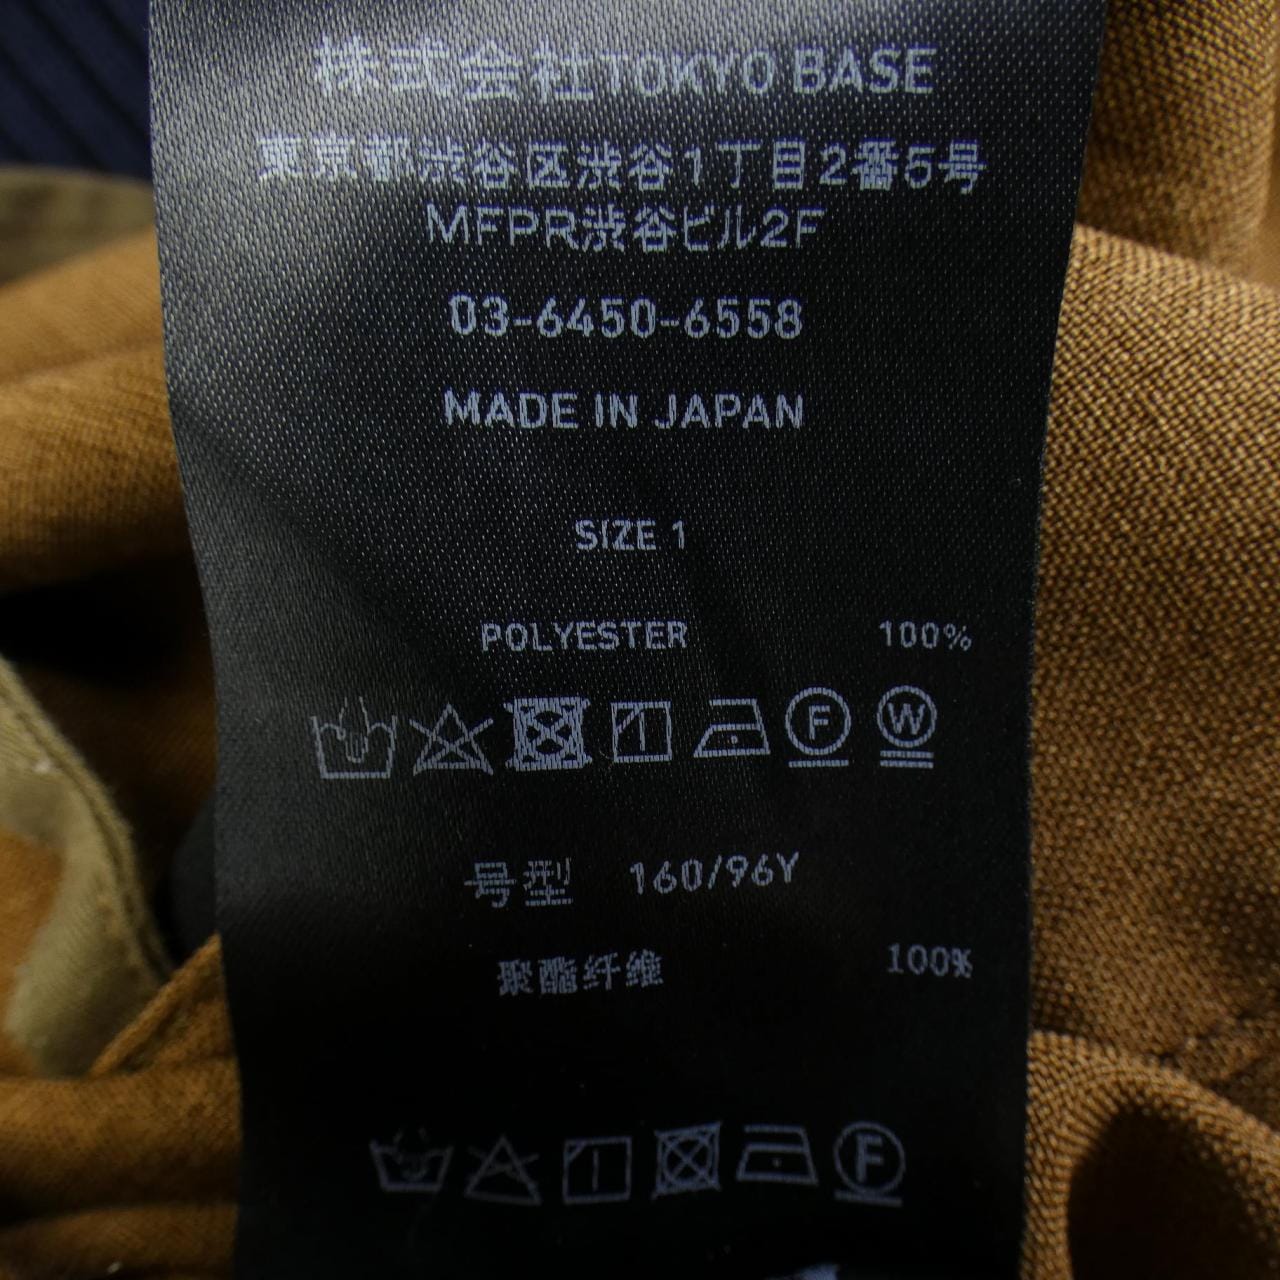 株式会社TOKYO BASE
東京都渋谷区渋谷1丁目2番5号
MFPR渋谷ビル2F
03-6450-6558
MADE IN JAPAN
SIZE 1
POLYESTER 100%
F W
号型 160/96Y
聚酯纤维 100%
F